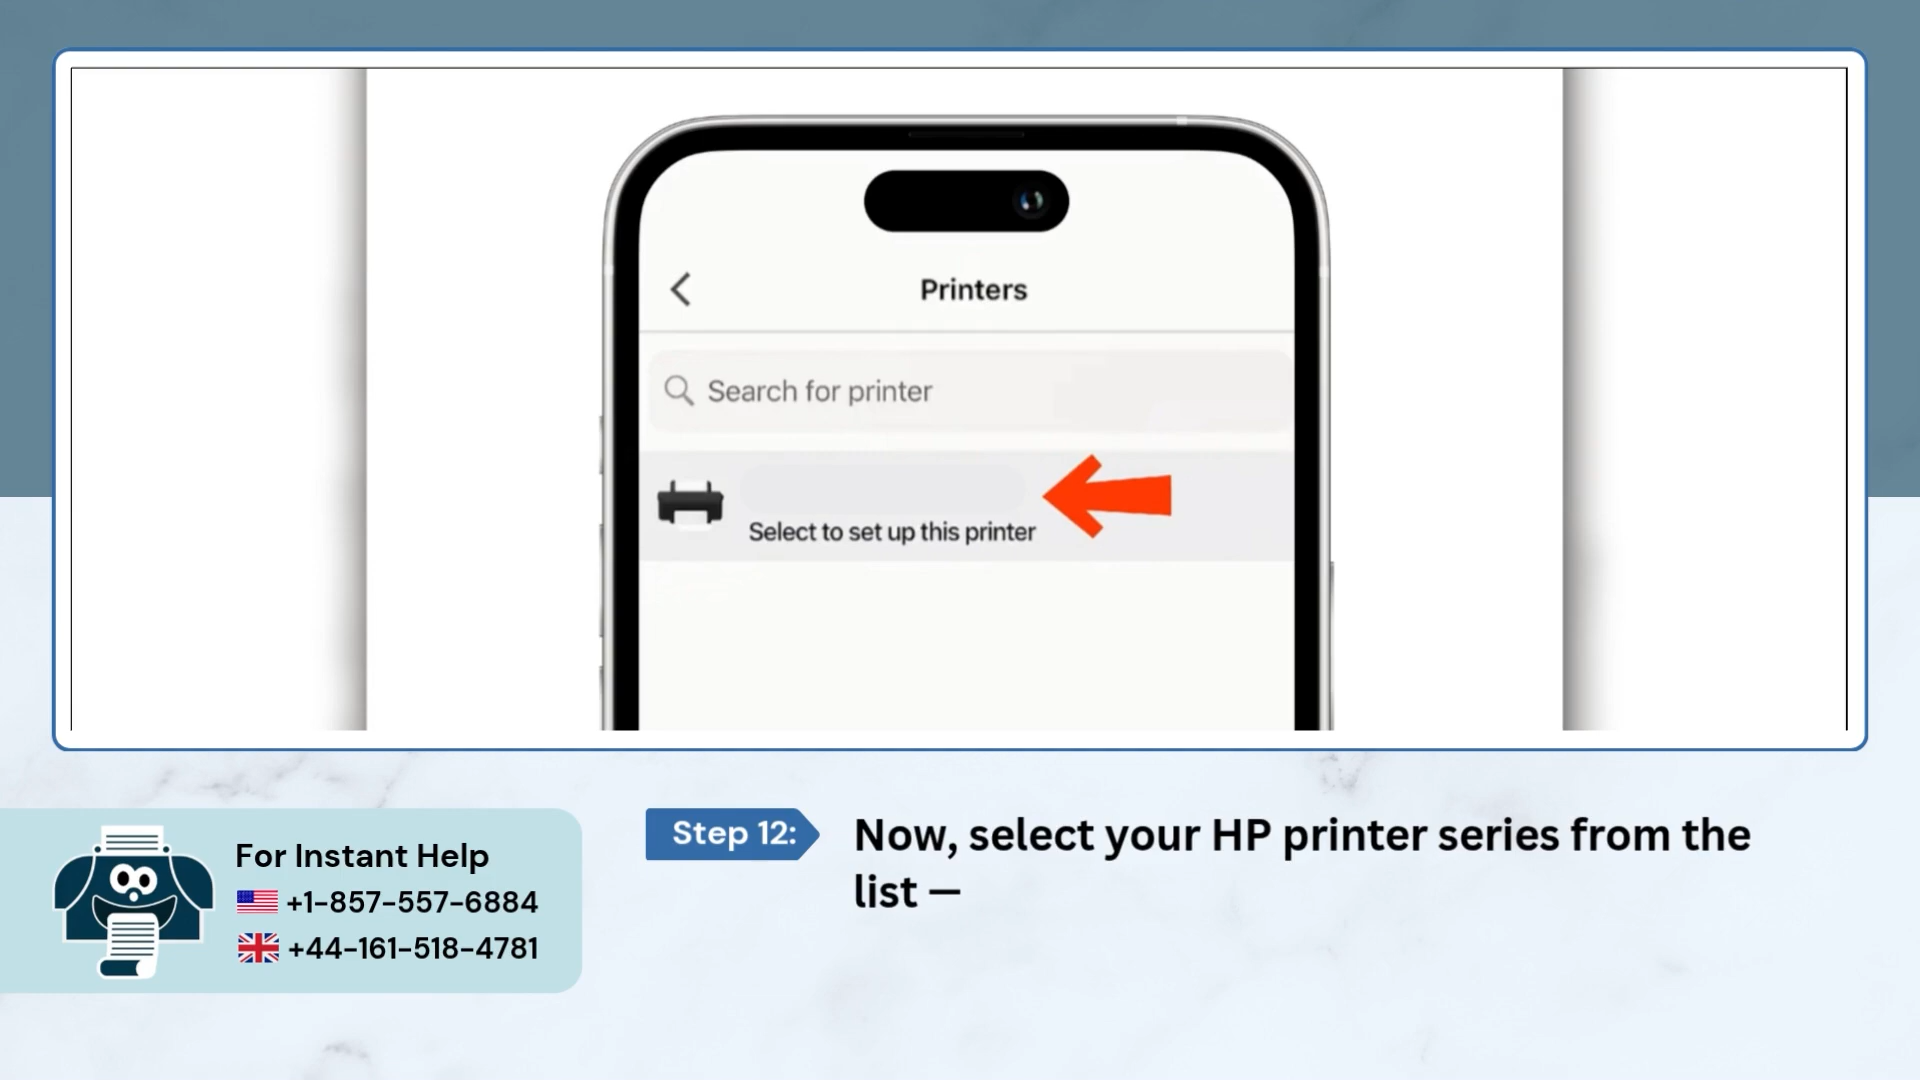 Printers
Search for printer
Select to set up this printer
For Instant Help
+1-857-557-6884
+44-161-518-4781
Step 12:
Now, select your HP printer series from the
list —